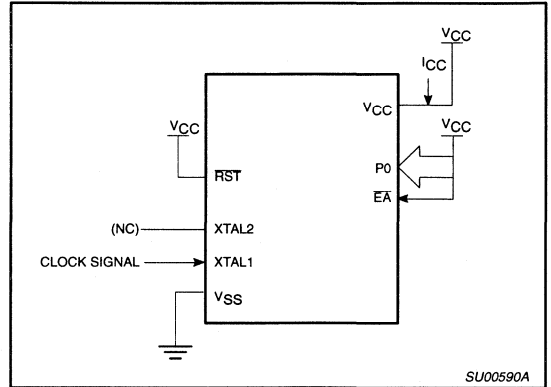 VCC
ICC
VCC
VCC
VCC
P0
RST
EA
(NC)
XTAL2
CLOCK SIGNAL
XTAL1
VSS
SU00590A